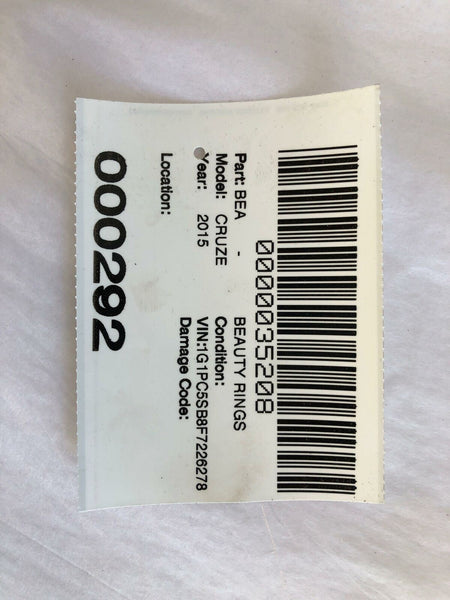 0000035208
Part: BEA - BEAUTY RINGS
Model: CRUZE Condition:
Year: 2015 VIN:1G1PC5SB8F7226278
Damage Code:
Location:
000292